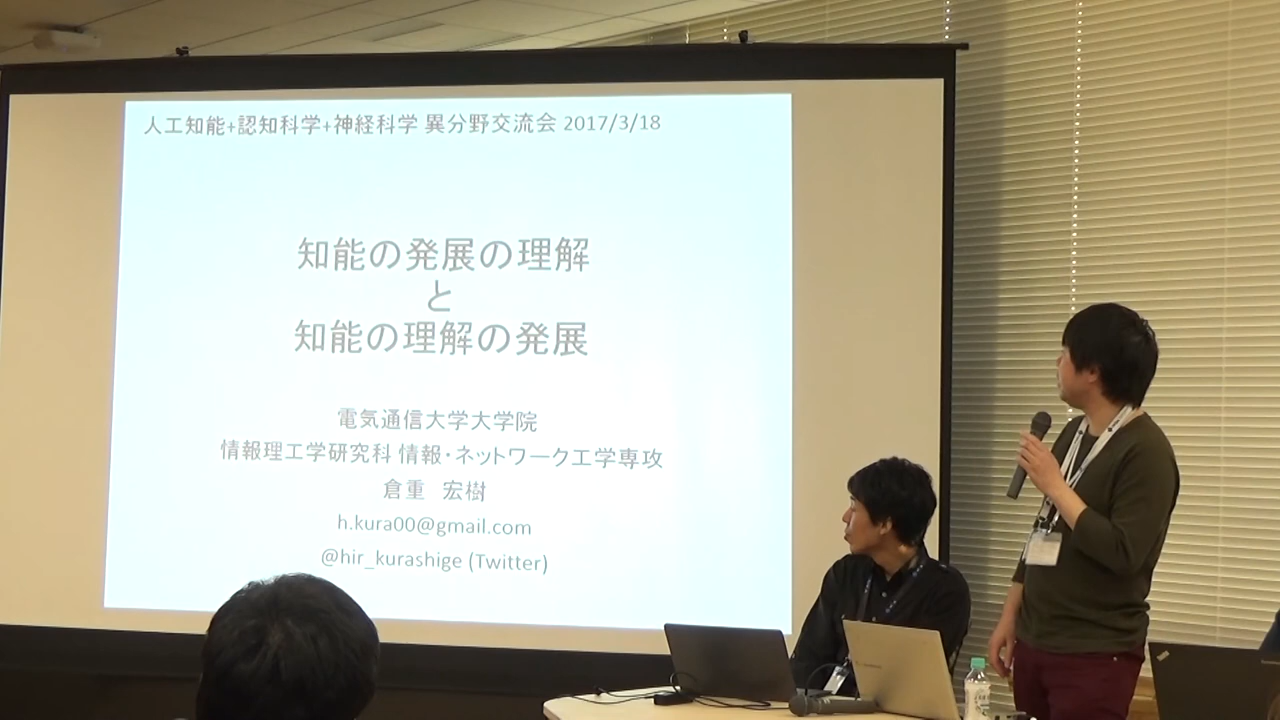 人工知能+認知科学+神経科学 異分野交流会 2017/3/18
知能の発展の理解
と
知能の理解の発展
電気通信大学大学院
情報理工学研究科 情報・ネットワーク工学専攻
倉重 宏樹
h.kura00@gmail.com
@hir_kurashige (Twitter)